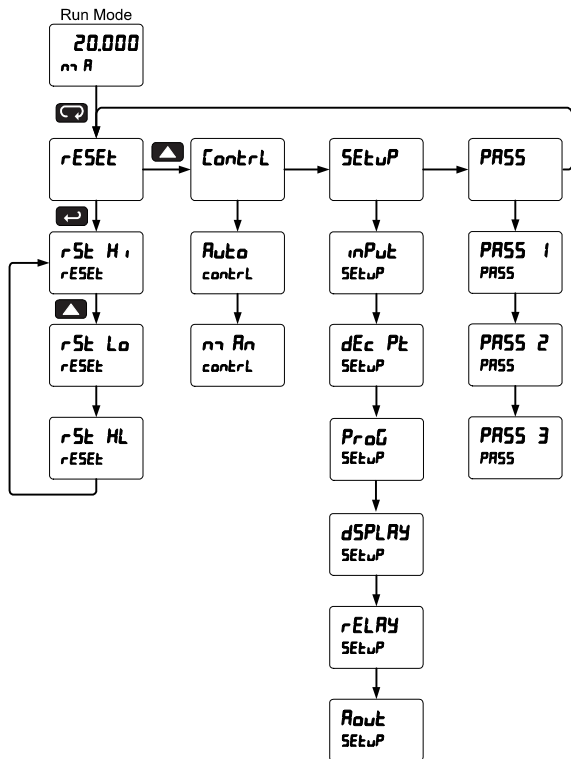 Run Mode
20.000
mA
rESEt
ContrL
SEtuP
PASS
rSt Hi
rESEt
Auto
contrL
inPut
SEtuP
PASS 1
PASS
rSt Lo
rESEt
mAn
contrL
dEc Pt
SEtuP
PASS 2
PASS
rSt HL
rESEt
ProG
SEtuP
PASS 3
PASS
dSPLAY
SEtuP
rELAY
SEtuP
Aout
SEtuP